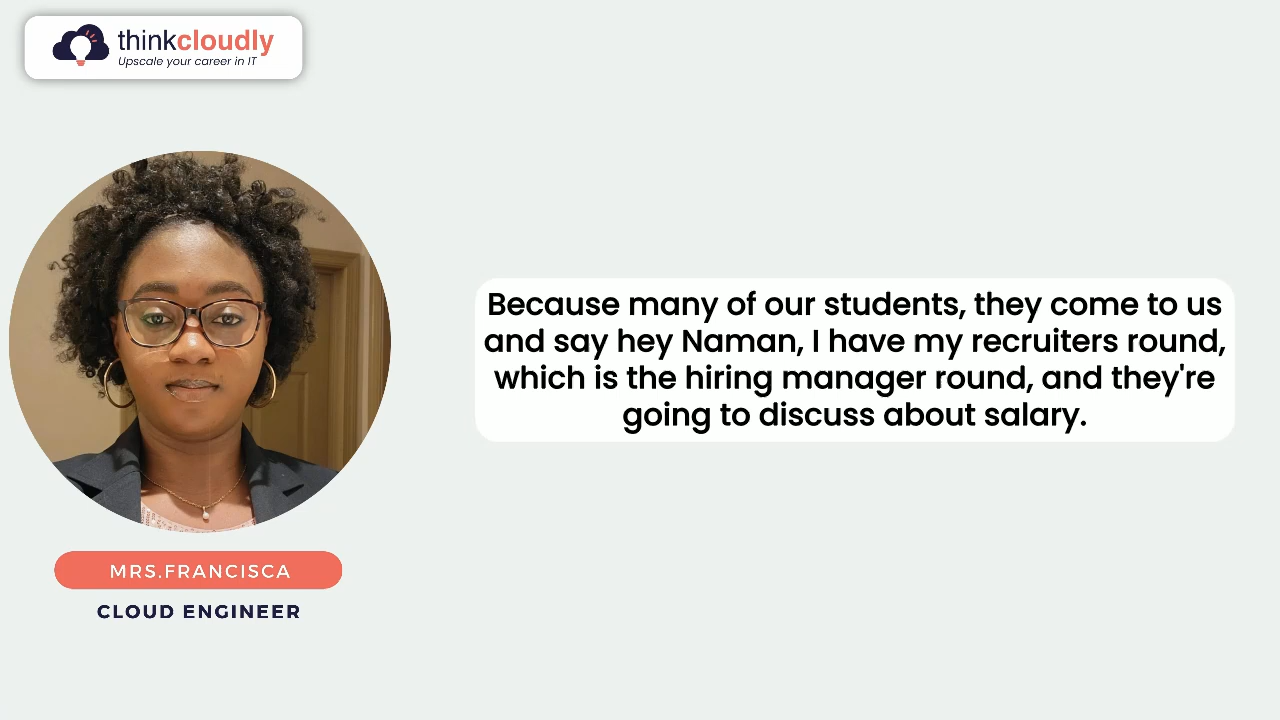 thinkcloudly
Upscale your career in IT
Because many of our students, they come to us
and say hey Naman, I have my recruiters round,
which is the hiring manager round, and they're
going to discuss about salary.
MRS.FRANCISCA
CLOUD ENGINEER